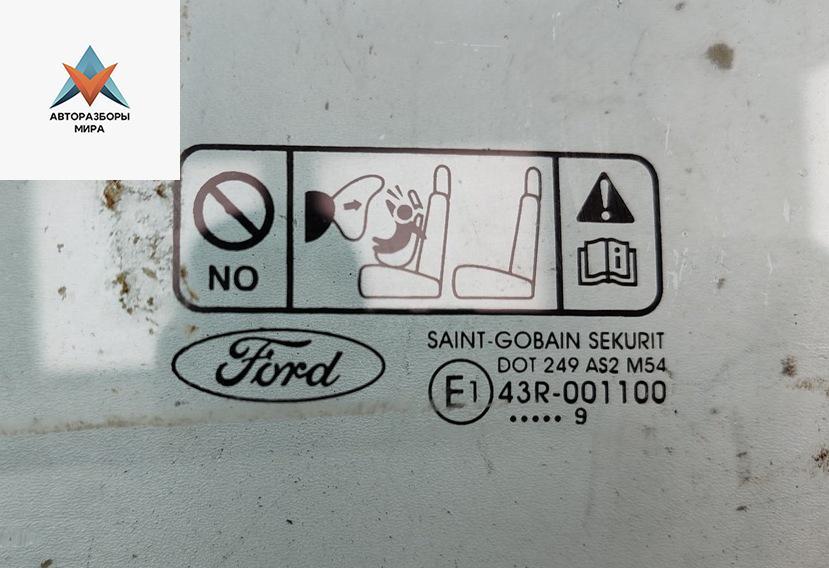 АВТОРАЗБОРЫ
МИРА
NO
Ford
SAINT-GOBAIN SEKURIT
DOT 249 AS2 M54
E1 43R-001100
..... 9